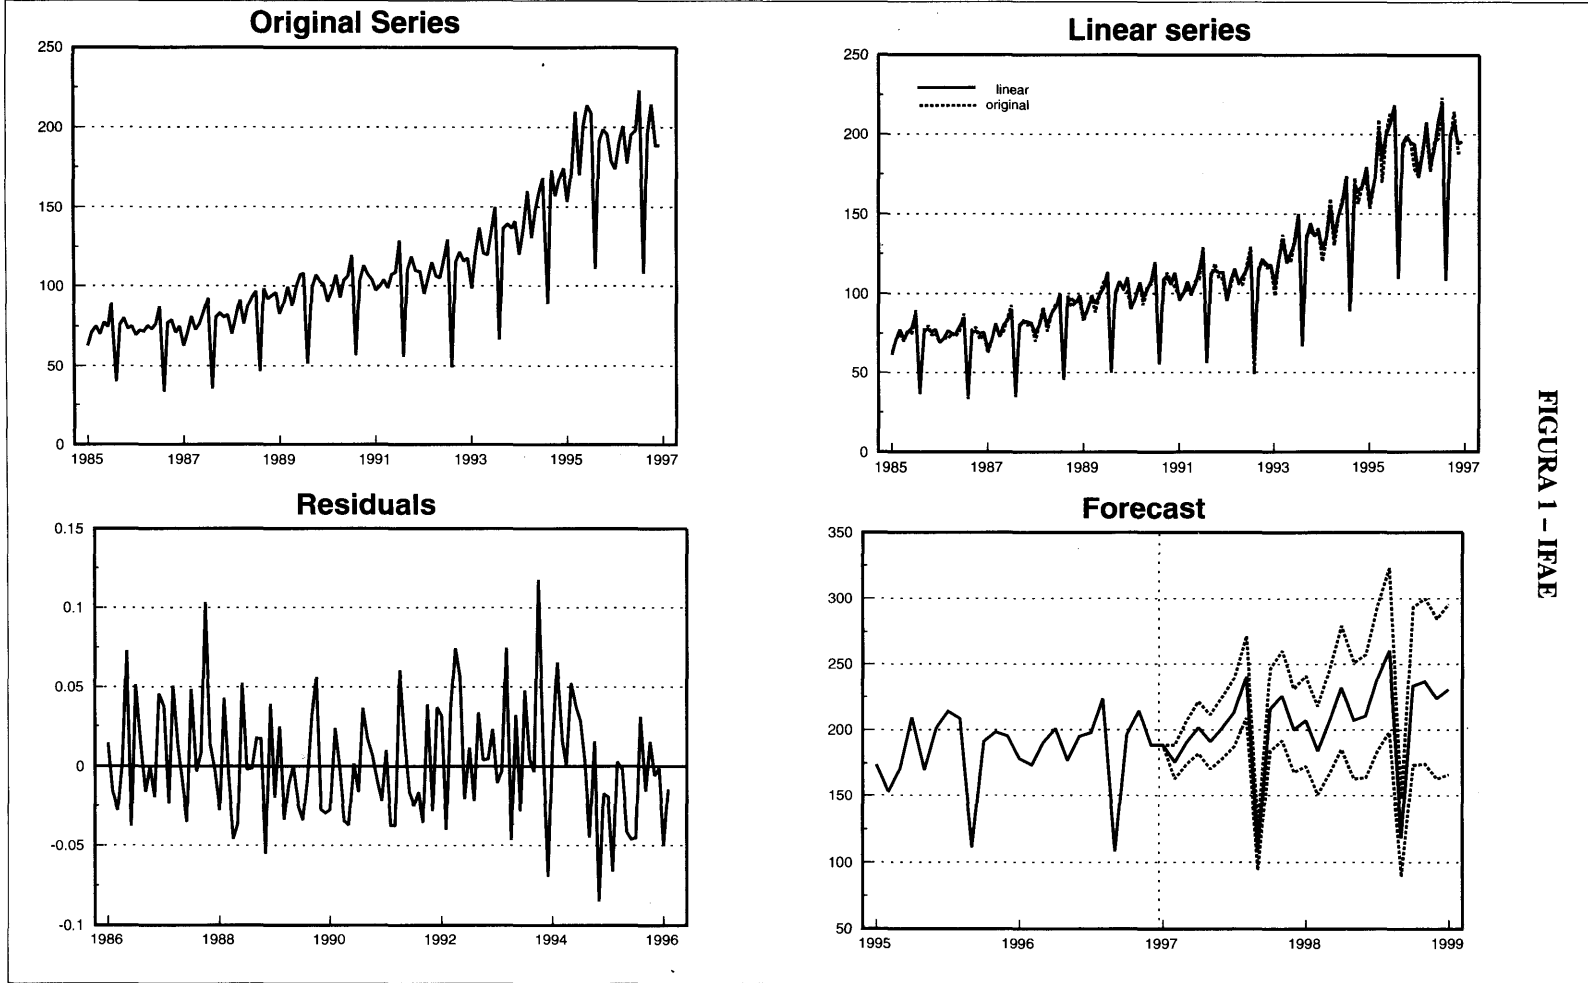 Original Series
250
200
150
100
50
0
1985 1987 1989 1991 1993 1995 1997
Linear series
250
200
150
100
50
0
linear
original
1985 1987 1989 1991 1993 1995 1997
Residuals
0.15
0.1
0.05
0
-0.05
-0.1
1986 1988 1990 1992 1994 1996
Forecast
350
300
250
200
150
100
50
1995 1996 1997 1998 1999
FIGURA 1 – IFAE